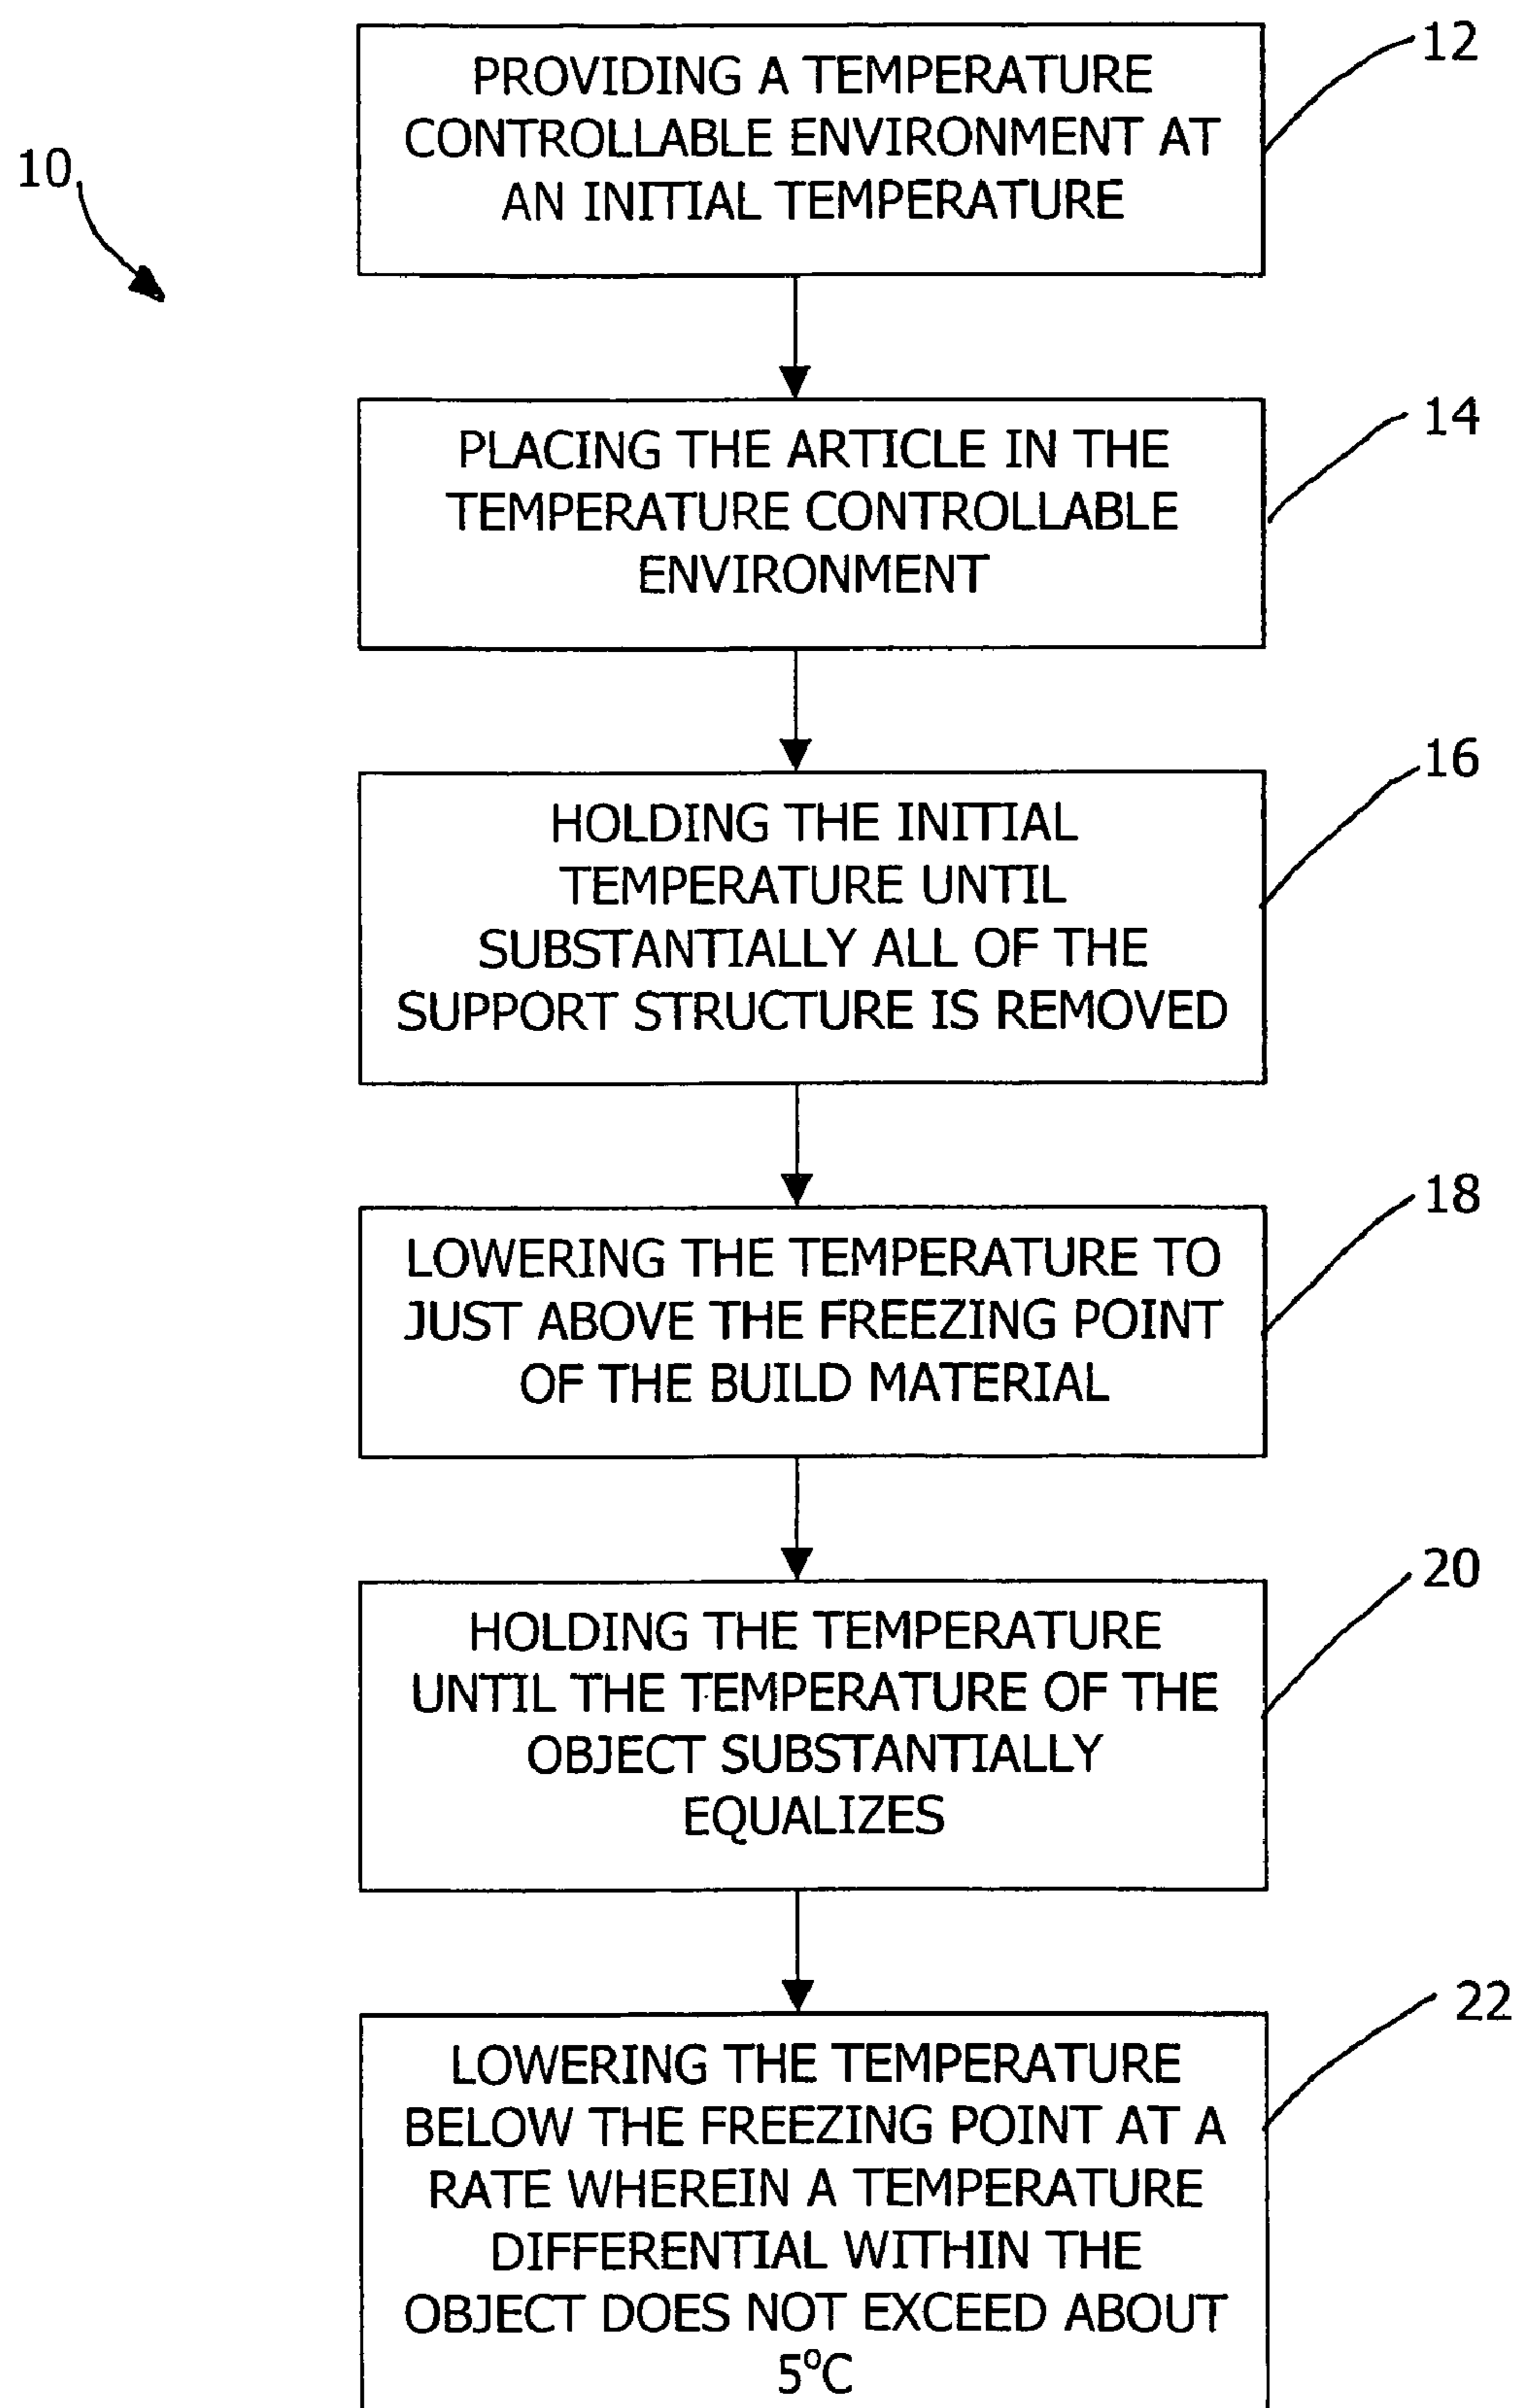 10
PROVIDING A TEMPERATURE
CONTROLLABLE ENVIRONMENT AT
AN INITIAL TEMPERATURE
12
PLACING THE ARTICLE IN THE
TEMPERATURE CONTROLLABLE
ENVIRONMENT
14
HOLDING THE INITIAL
TEMPERATURE UNTIL
SUBSTANTIALLY ALL OF THE
SUPPORT STRUCTURE IS REMOVED
16
LOWERING THE TEMPERATURE TO
JUST ABOVE THE FREEZING POINT
OF THE BUILD MATERIAL
18
HOLDING THE TEMPERATURE
UNTIL THE TEMPERATURE OF THE
OBJECT SUBSTANTIALLY
EQUALIZES
20
LOWERING THE TEMPERATURE
BELOW THE FREEZING POINT AT A
RATE WHEREIN A TEMPERATURE
DIFFERENTIAL WITHIN THE
OBJECT DOES NOT EXCEED ABOUT
5°C
22